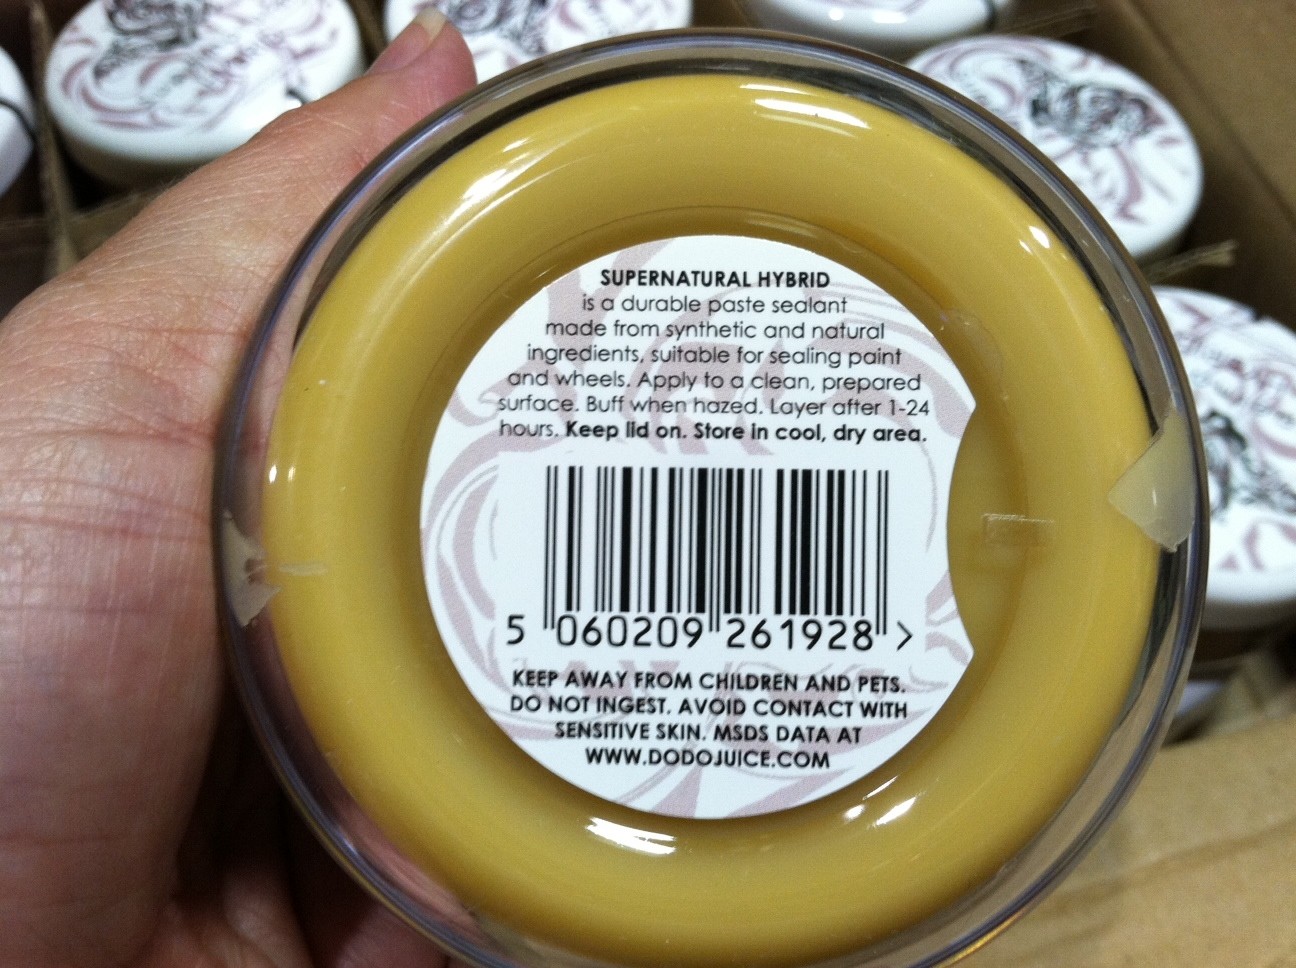 SUPERNATURAL HYBRID
is a durable paste sealant
made from synthetic and natural
ingredients, suitable for sealing paint
and wheels. Apply to a clean, prepared
surface. Buff when hazed. Layer after 1-24
hours. Keep lid on. Store in cool, dry area.
5 060209 261928 >
KEEP AWAY FROM CHILDREN AND PETS.
DO NOT INGEST. AVOID CONTACT WITH
SENSITIVE SKIN. MSDS DATA AT
WWW.DODOJUICE.COM